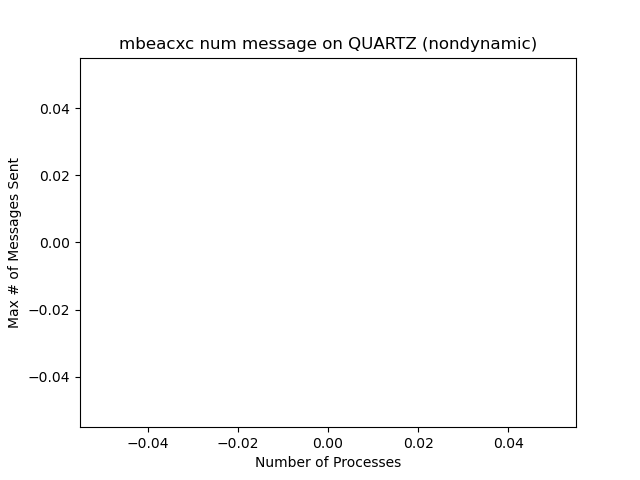 mbeacxc num message on QUARTZ (nondynamic)
Max # of Messages Sent
0.04
0.02
0.00
−0.02
−0.04
−0.04 −0.02 0.00 0.02 0.04
Number of Processes